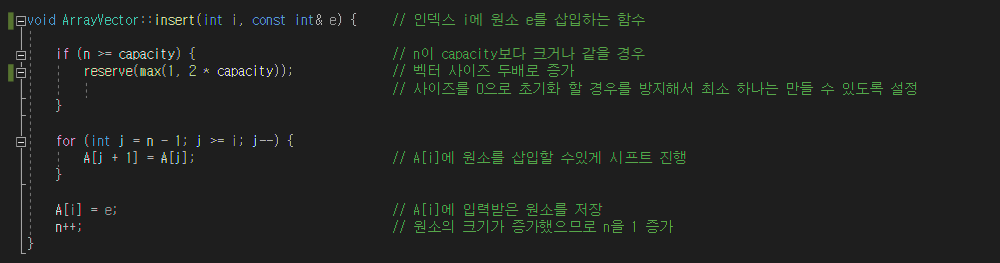 void ArrayVector::insert(int i, const int& e) { // 인덱스 i에 원소 e를 삽입하는 함수
if (n >= capacity) { // n이 capacity보다 크거나 같을 경우
reserve(max(1, 2 * capacity)); // 벡터 사이즈 두배로 증가
// 사이즈를 0으로 초기화 할 경우를 방지해서 최소 하나는 만들 수 있도록 설정
}
for (int j = n - 1; j >= i; j--) {
A[j + 1] = A[j]; // A[i]에 원소를 삽입할 수있게 시프트 진행
}
A[i] = e; // A[i]에 입력받은 원소를 저장
n++; // 원소의 크기가 증가했으므로 n을 1 증가
}